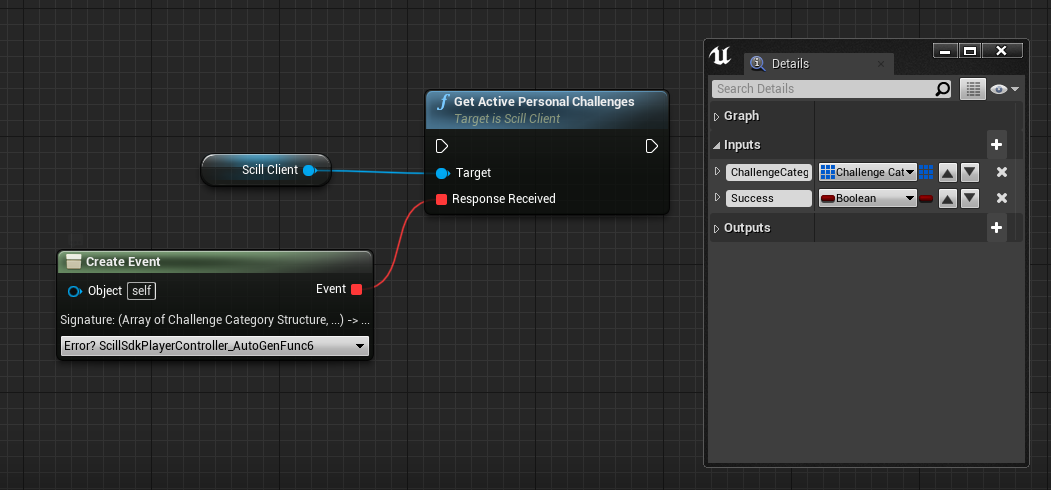 Get Active Personal Challenges
Target is Scill Client
Scill Client
Target
Response Received
Create Event
Object self
Event
Signature: (Array of Challenge Category Structure, ...) -> ...
Error? ScillSdkPlayerController_AutoGenFunc6
Details
Search Details
Graph
Inputs
ChallengeCateg
Challenge Cat
Success
Boolean
Outputs